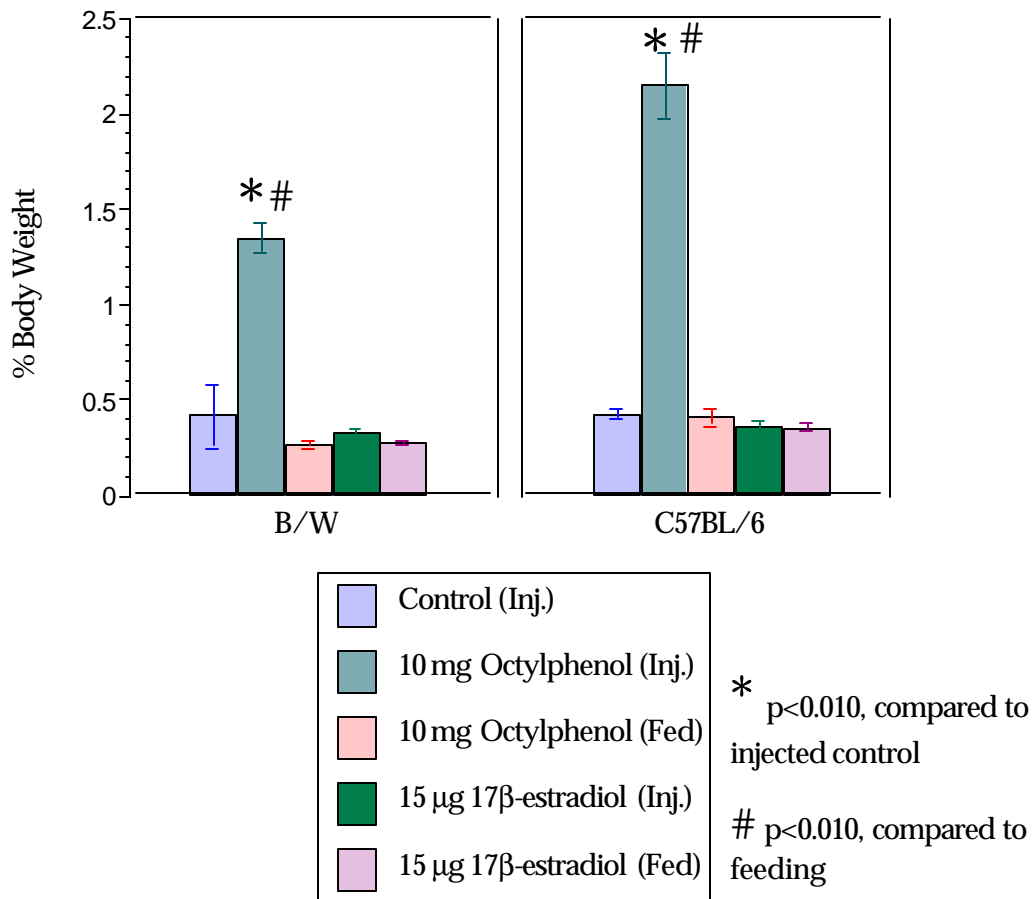 % Body Weight
2.5
2
1.5
1
0.5
0
* #
* #
B/W
C57BL/6
Control (Inj.)
10 mg Octylphenol (Inj.)
10 mg Octylphenol (Fed)
15 µg 17β-estradiol (Inj.)
15 µg 17β-estradiol (Fed)
* p<0.010, compared to
injected control
# p<0.010, compared to
feeding